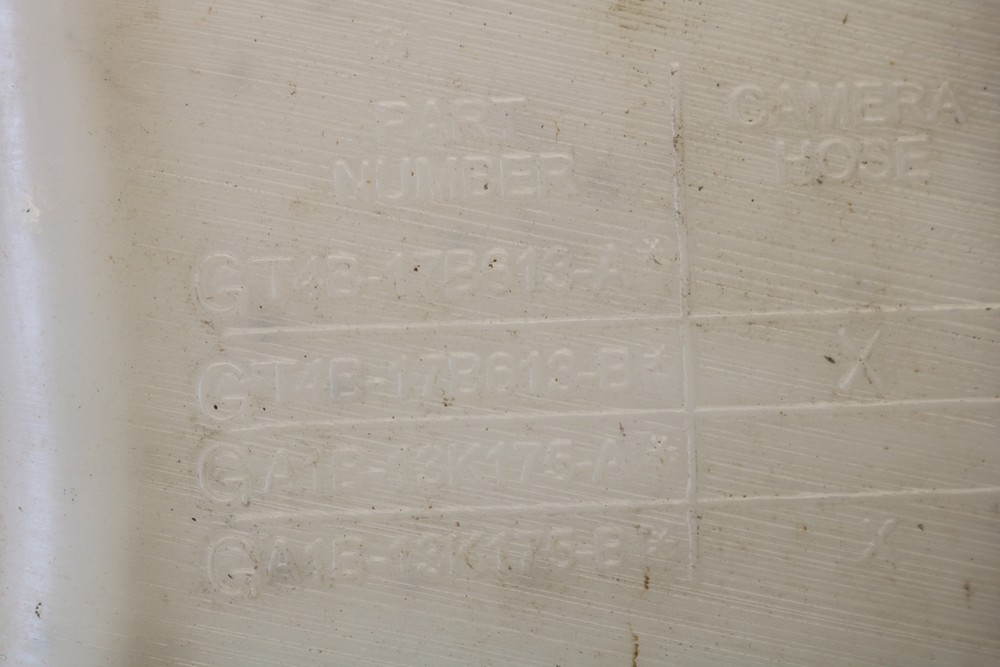 PART NUMBER
CAMERA HOSE
GT4B-17B613-A*
GT4B-17B613-B* X
GA1B-13K175-A*
GA1B-13K175-B* X